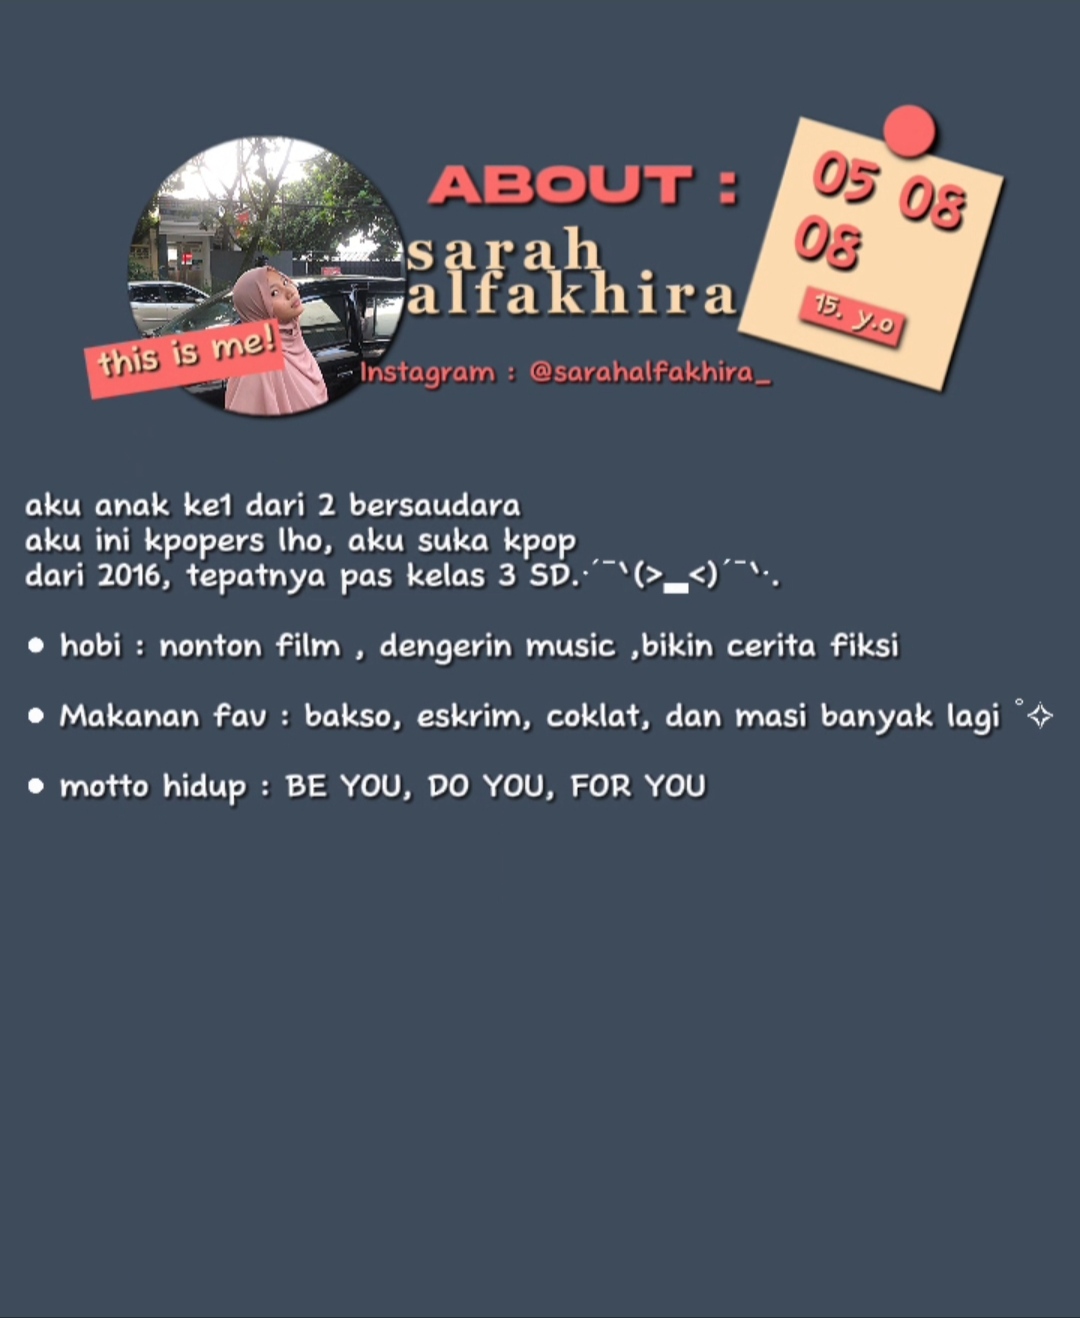 ABOUT :
sarah
alfakhira
Instagram : @sarahalfakhira_
this is me!
05 08
08
15. y.o
aku anak ke1 dari 2 bersaudara
aku ini kpopers lho, aku suka kpop
dari 2016, tepatnya pas kelas 3 SD.·´¯`(>▂<)´¯`·.
● hobi : nonton film , dengerin music ,bikin cerita fiksi
● Makanan fav : bakso, eskrim, coklat, dan masi banyak lagi ˚✧
● motto hidup : BE YOU, DO YOU, FOR YOU